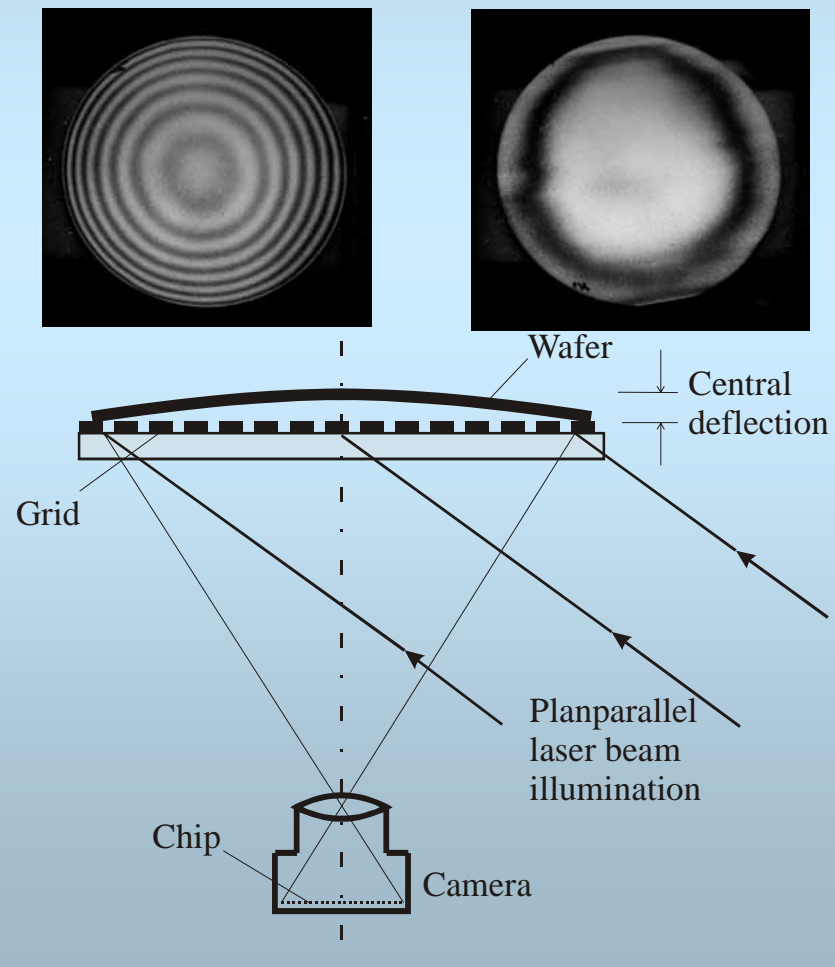 Wafer
Central
deflection
Grid
Planparallel
laser beam
illumination
Chip
Camera